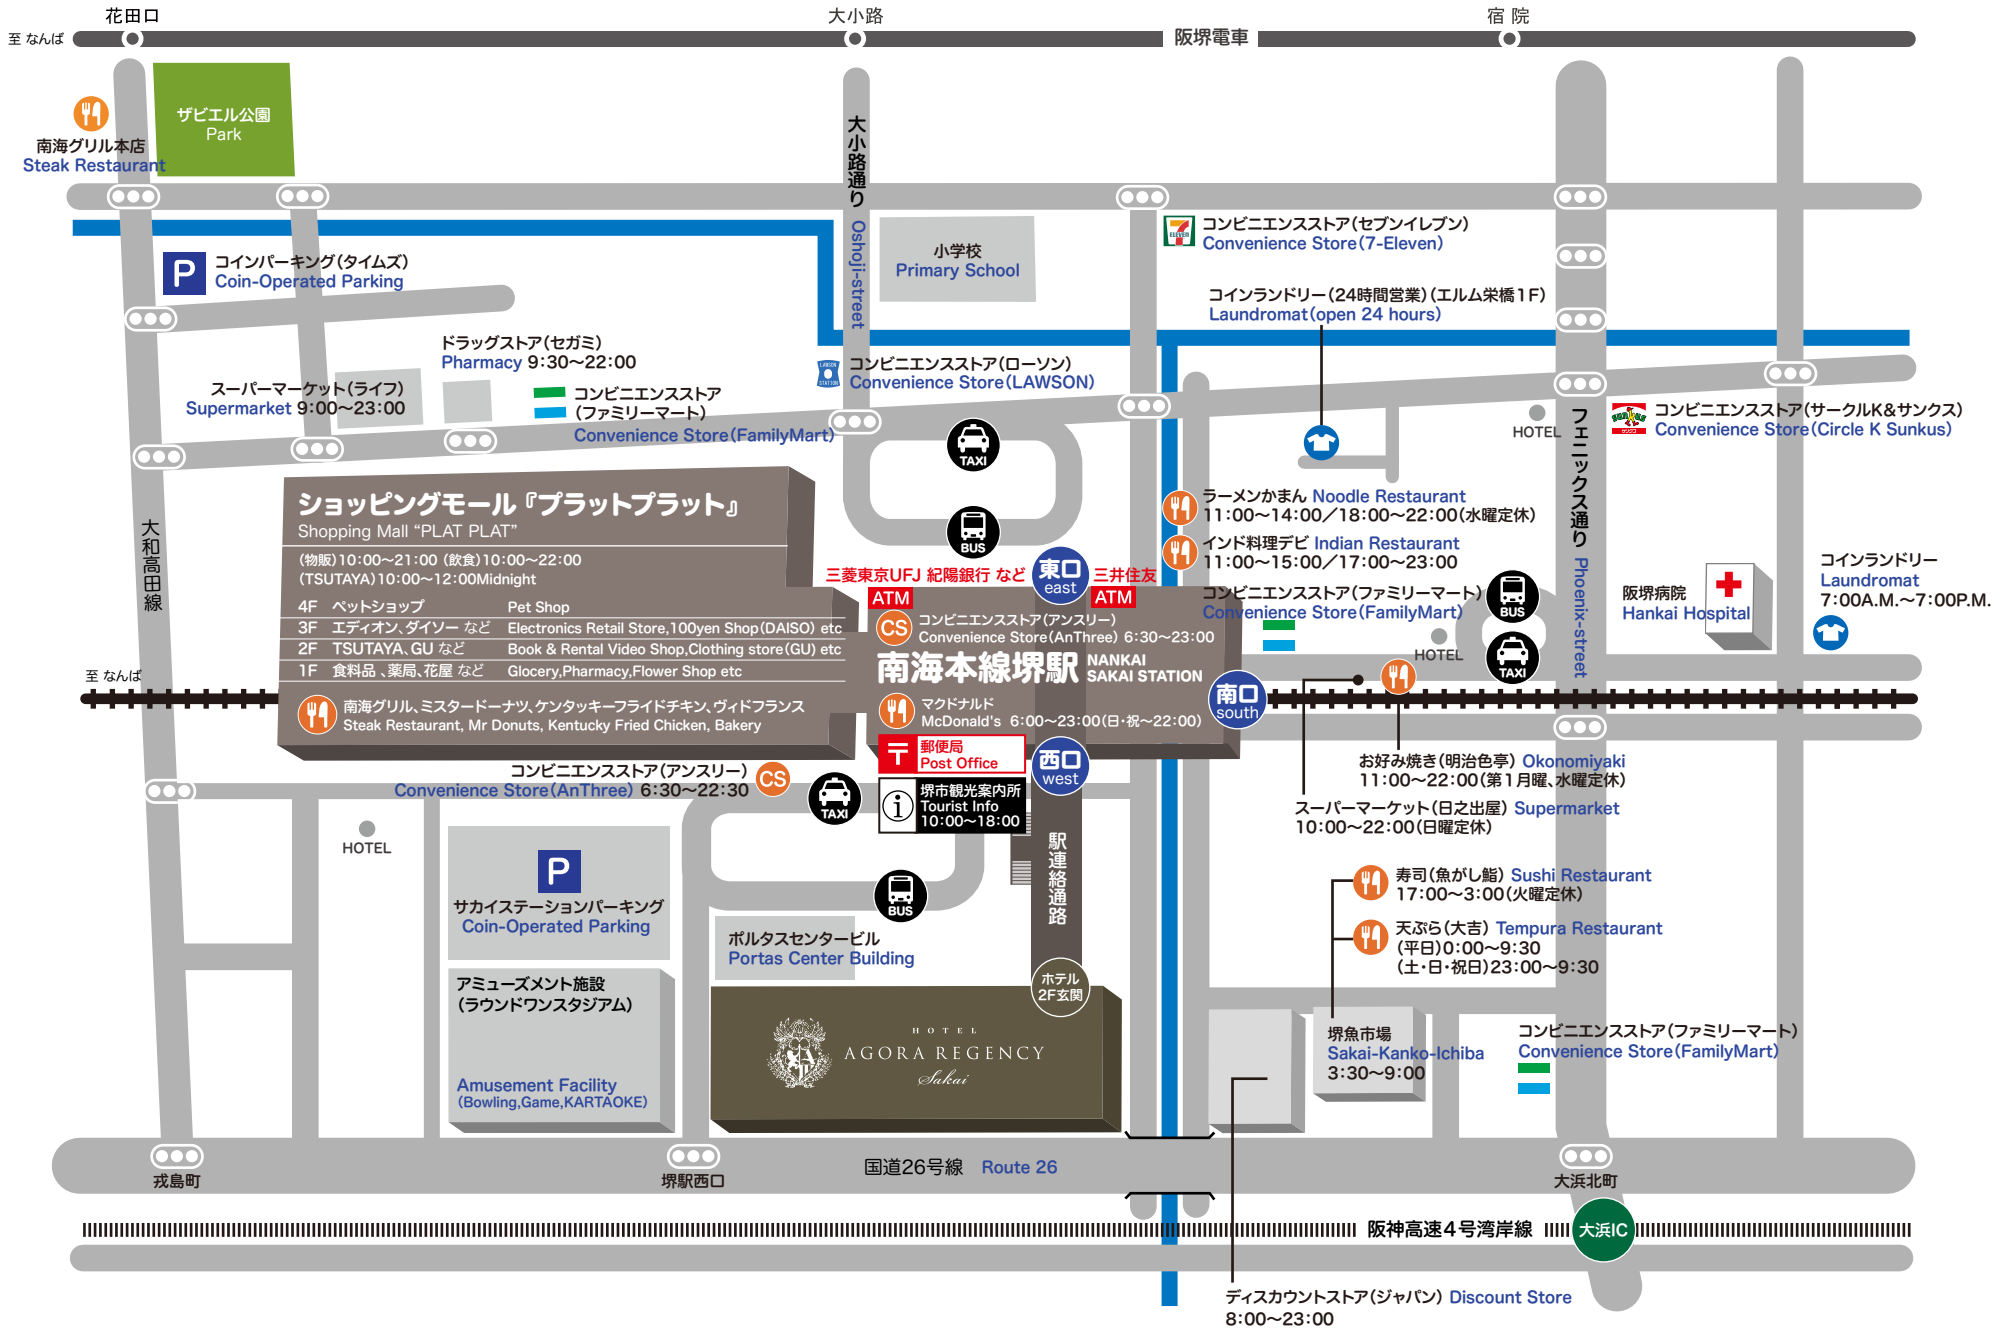 花田口
大小路
宿 院
至 なんば
阪堺電車
ザビエル公園
Park
南海グリル本店
Steak Restaurant
大小路通り Oshoji-street
小学校
Primary School
7
ELEVEN
コンビニエンスストア(セブンイレブン)
Convenience Store(7-Eleven)
P
コインパーキング(タイムズ)
Coin-Operated Parking
コインランドリー(24時間営業)(エルム栄橋1F)
Laundromat(open 24 hours)
ドラッグストア(セガミ)
Pharmacy 9:30〜22:00
LAWSON
STATION
コンビニエンスストア(ローソン)
Convenience Store(LAWSON)
スーパーマーケット(ライフ)
Supermarket 9:00〜23:00
コンビニエンスストア
(ファミリーマート)
Convenience Store(FamilyMart)
HOTEL
sunkus
サンクス
コンビニエンスストア(サークルK&サンクス)
Convenience Store(Circle K Sunkus)
フェニックス通り Phoenix-street
TAXI
BUS
大和高田線
ショッピングモール『プラットプラット』
Shopping Mall “PLAT PLAT”
(物販)10:00〜21:00 (飲食)10:00〜22:00
(TSUTAYA)10:00〜12:00Midnight
4F ペットショップ Pet Shop
3F エディオン、ダイソー など Electronics Retail Store,100yen Shop(DAISO) etc
2F TSUTAYA、GU など Book & Rental Video Shop,Clothing store(GU) etc
1F 食料品 、薬局、花屋 など Glocery,Pharmacy,Flower Shop etc
南海グリル、ミスタードーナツ、ケンタッキーフライドチキン、ヴィドフランス
Steak Restaurant, Mr Donuts, Kentucky Fried Chicken, Bakery
至 なんば
ラーメンかまん Noodle Restaurant
11:00〜14:00/18:00〜22:00(水曜定休)
インド料理デビ Indian Restaurant
11:00〜15:00/17:00〜23:00
三菱東京UFJ 紀陽銀行 など
ATM
東口
east
三井住友
ATM
コンビニエンスストア(ファミリーマート)
Convenience Store(FamilyMart)
CS
コンビニエンスストア(アンスリー)
Convenience Store(AnThree) 6:30〜23:00
南海本線堺駅 NANKAI
SAKAI STATION
マクドナルド
McDonald's 6:00〜23:00(日・祝〜22:00)
南口
south
BUS
TAXI
HOTEL
阪堺病院
Hankai Hospital
コインランドリー
Laundromat
7:00A.M.〜7:00P.M.
〒
郵便局
Post Office
西口
west
i
堺市観光案内所
Tourist Info
10:00〜18:00
コンビニエンスストア(アンスリー)
Convenience Store(AnThree) 6:30〜22:30
CS
TAXI
BUS
お好み焼き(明治色亭) Okonomiyaki
11:00〜22:00(第1月曜、水曜定休)
スーパーマーケット(日之出屋) Supermarket
10:00〜22:00(日曜定休)
HOTEL
P
サカイステーションパーキング
Coin-Operated Parking
駅連絡通路
寿司(魚がし鮨) Sushi Restaurant
17:00〜3:00(火曜定休)
天ぷら(大吉) Tempura Restaurant
(平日)0:00〜9:30
(土・日・祝日)23:00〜9:30
ポルタスセンタービル
Portas Center Building
アミューズメント施設
(ラウンドワンスタジアム)
Amusement Facility
(Bowling,Game,KARTAOKE)
ホテル
2F玄関
HOTEL
AGORA REGENCY
Sakai
堺魚市場
Sakai-Kanko-Ichiba
3:30〜9:00
コンビニエンスストア(ファミリーマート)
Convenience Store(FamilyMart)
国道26号線 Route 26
戎島町
堺駅西口
大浜北町
阪神高速4号湾岸線
大浜IC
ディスカウントストア(ジャパン) Discount Store
8:00〜23:00